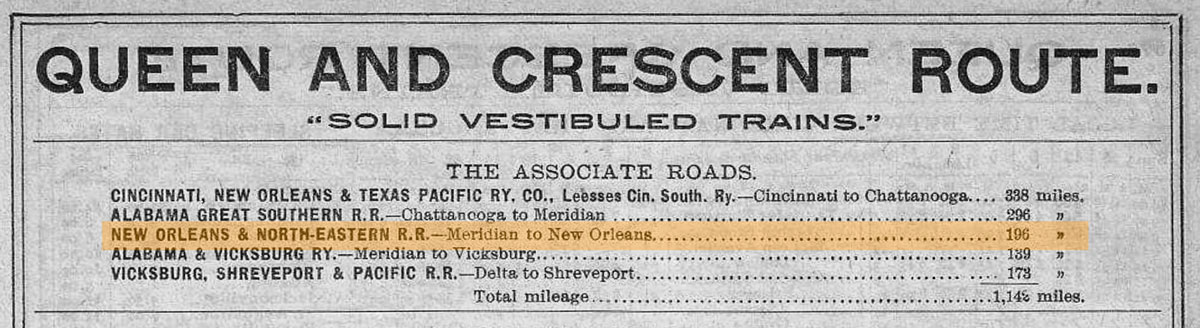 QUEEN AND CRESCENT ROUTE.
"SOLID VESTIBULED TRAINS."
THE ASSOCIATE ROADS.
CINCINNATI, NEW ORLEANS & TEXAS PACIFIC RY. CO., Leesses Cin. South. Ry.—Cincinnati to Chattanooga.... 338 miles.
ALABAMA GREAT SOUTHERN R.R.—Chattanooga to Meridian........ 296 "
NEW ORLEANS & NORTH-EASTERN R.R.—Meridian to New Orleans........ 196 "
ALABAMA & VICKSBURG RY.—Meridian to Vicksburg........ 139 "
VICKSBURG, SHREVEPORT & PACIFIC R.R.—Delta to Shreveport........ 173 "
Total mileage........1,142 miles.